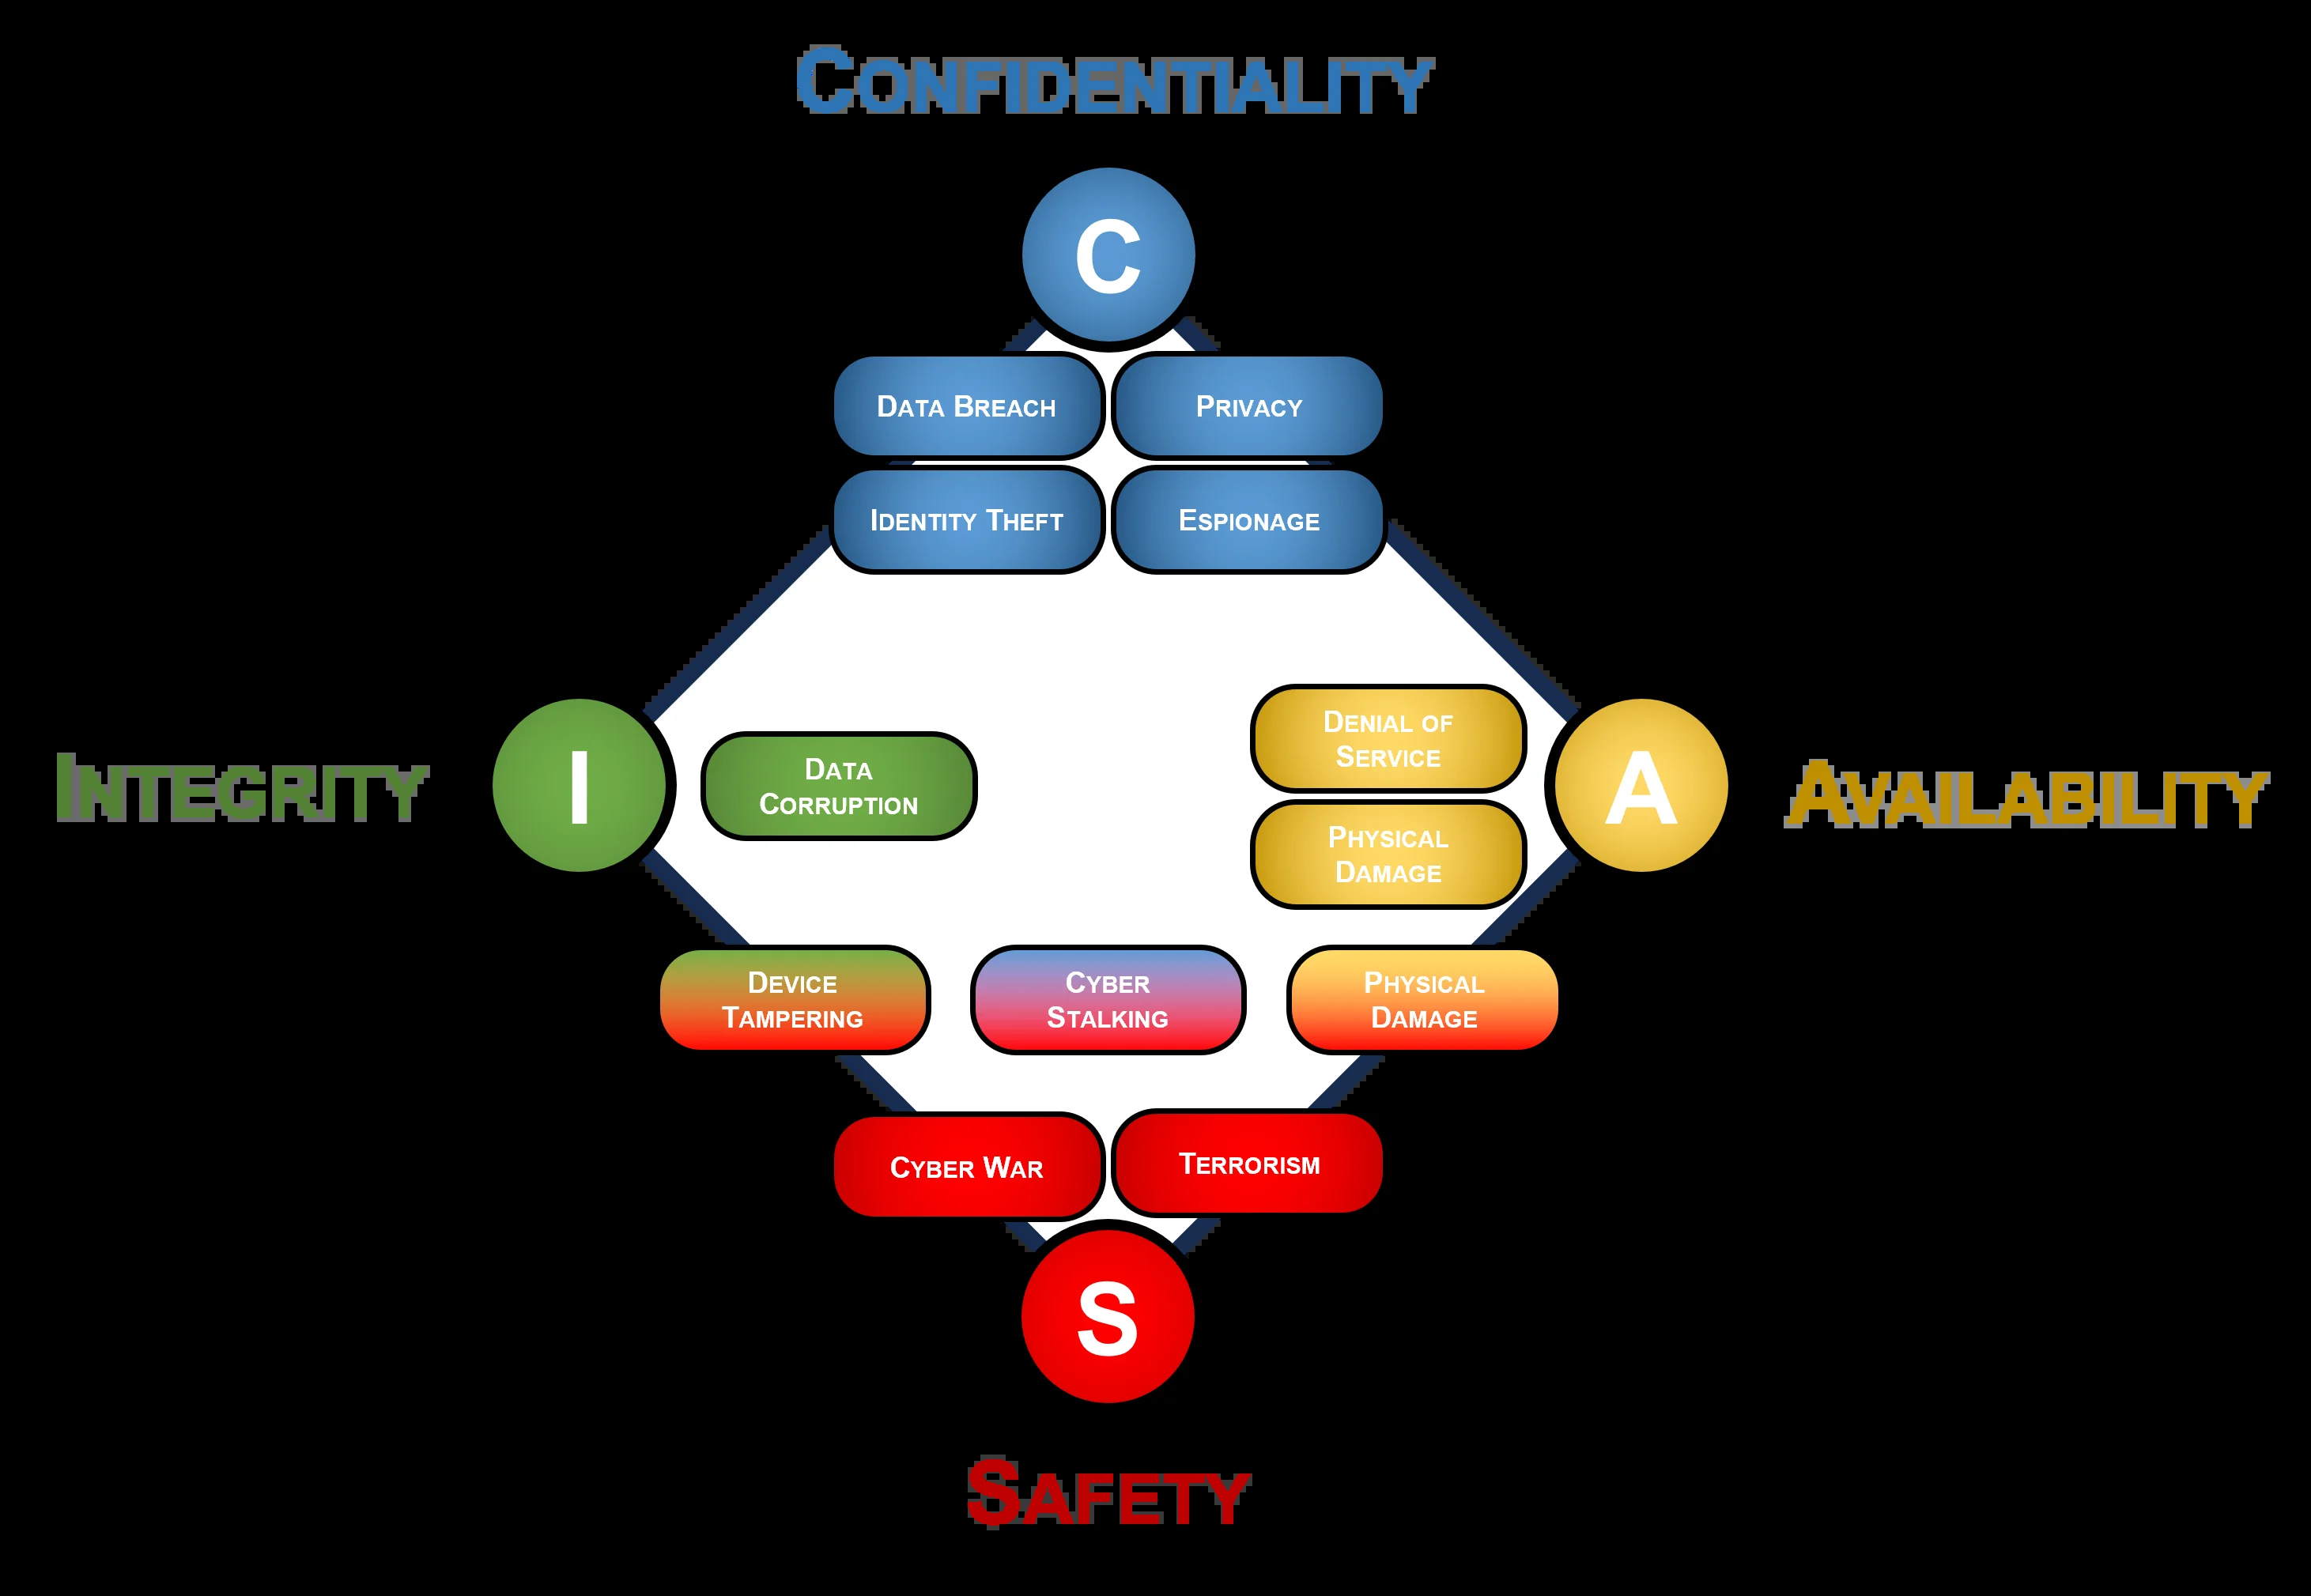 Confidentiality
C
Data Breach
Privacy
Identity Theft
Espionage
Integrity
I
Data
Corruption
Denial of
Service
Physical
Damage
A
Availability
Device
Tampering
Cyber
Stalking
Physical
Damage
Cyber War
Terrorism
S
Safety